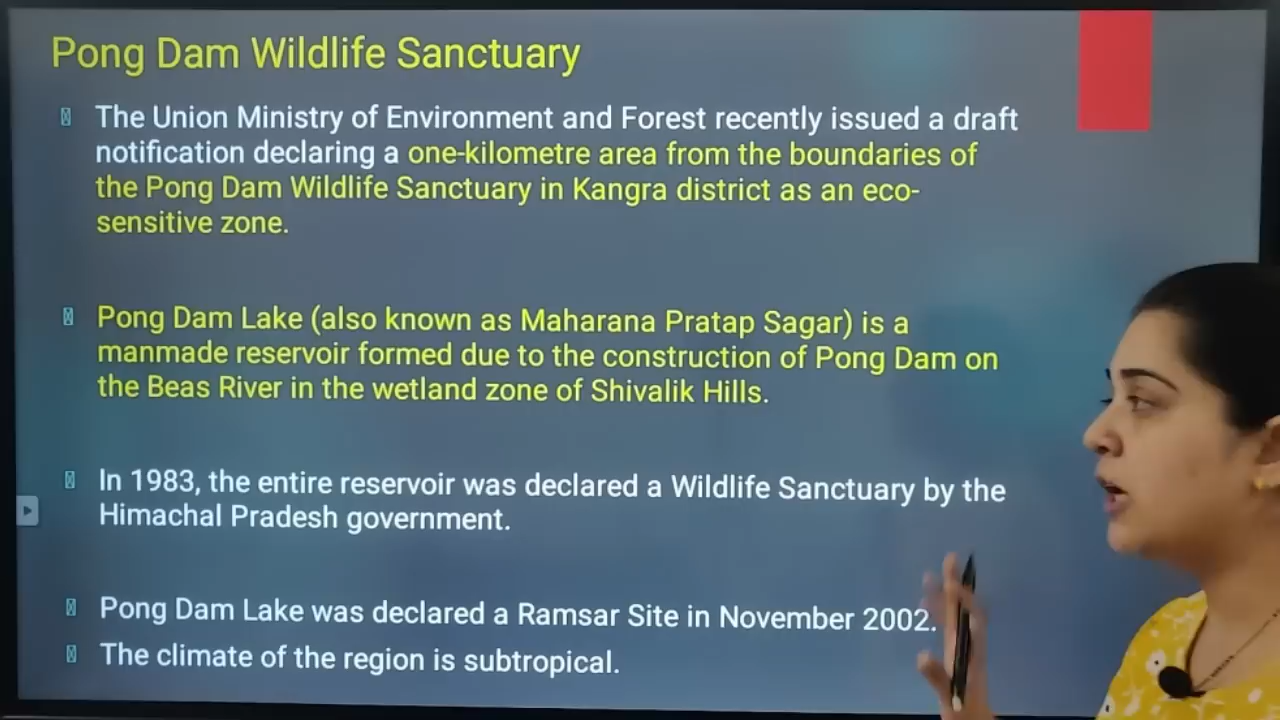 Pong Dam Wildlife Sanctuary
The Union Ministry of Environment and Forest recently issued a draft
notification declaring a one-kilometre area from the boundaries of
the Pong Dam Wildlife Sanctuary in Kangra district as an eco-
sensitive zone.
Pong Dam Lake (also known as Maharana Pratap Sagar) is a
manmade reservoir formed due to the construction of Pong Dam on
the Beas River in the wetland zone of Shivalik Hills.
In 1983, the entire reservoir was declared a Wildlife Sanctuary by the
Himachal Pradesh government.
Pong Dam Lake was declared a Ramsar Site in November 2002.
The climate of the region is subtropical.